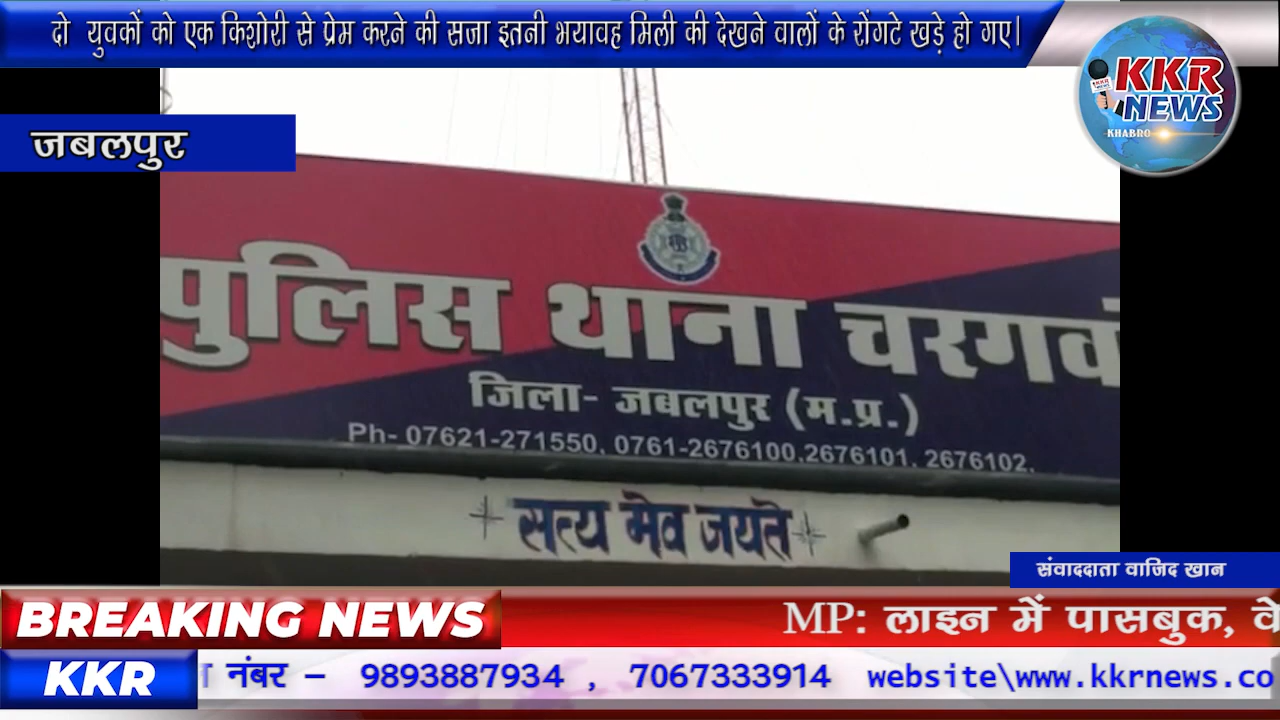 दो युवकों को एक किशोरी से प्रेम करने की सजा इतनी भयावह मिली की देखने वालों के रोंगटे खड़े हो गए|
KKR
NEWS
KHABRO
जबलपुर
पुलिस थाना
जिला- जबलपुर (म.प्र.)
Ph- 07621-271550, 0761-2676100,2676101, 2676102,
सत्य मेव जयते
संवाददाता वाजिद खान
BREAKING NEWS
MP: लाइन में पासबुक,
KKR
नंबर – 9893887934 , 7067333914 website\www.kkrnews.co